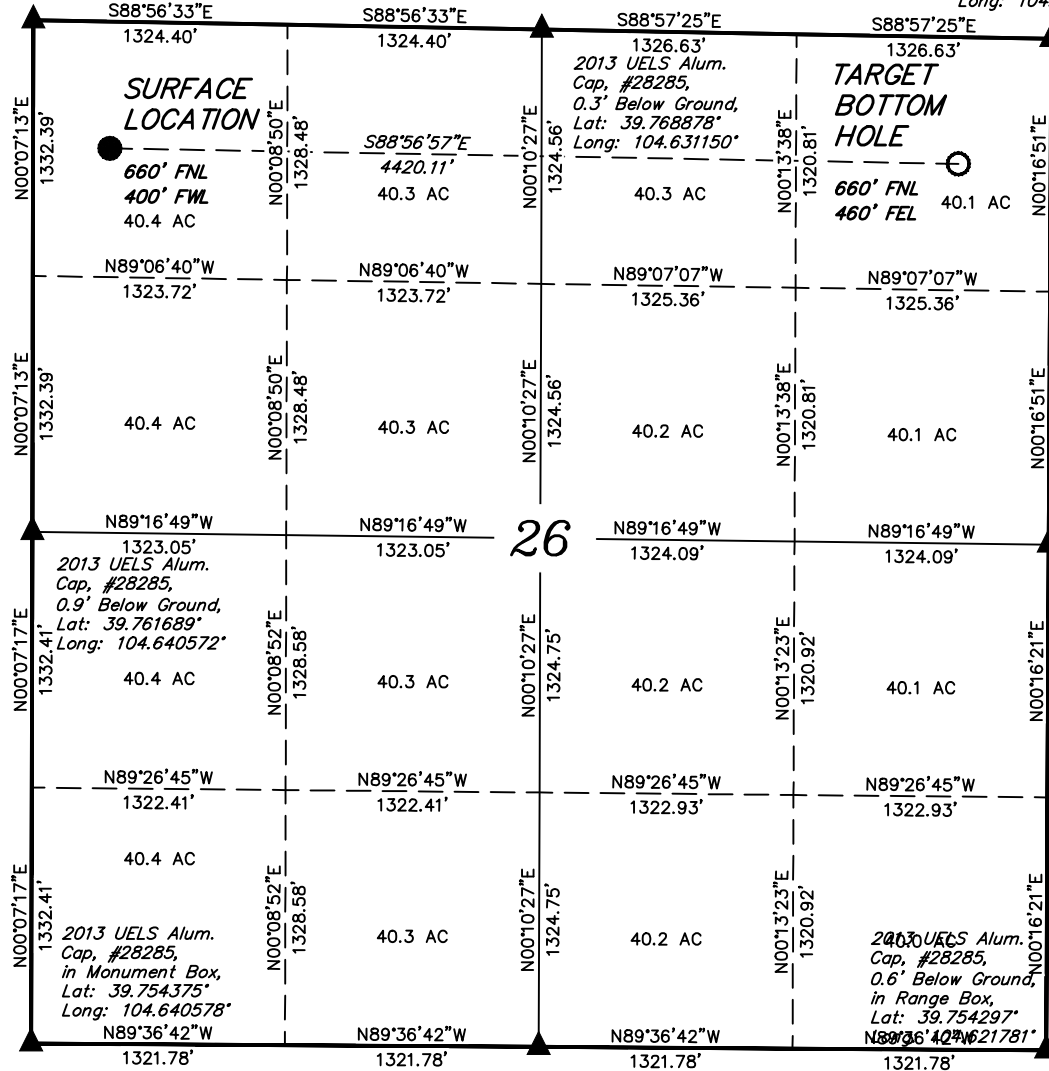 Long: 104.
S88°56'33"E
S88°56'33"E
S88°57'25"E
S88°57'25"E
1324.40'
1324.40'
1326.63'
1326.63'
SURFACE
LOCATION
2013 UELS Alum.
Cap, #28285,
0.3' Below Ground,
Lat: 39.768878°
Long: 104.631150°
TARGET
BOTTOM
HOLE
N00°07'13"E
1332.39'
N00°08'50"E
1328.48'
N00°10'27"E
1324.56'
N00°13'38"E
1320.81'
N00°16'51"E
S88°56'57"E
4420.11'
660' FNL
400' FWL
40.4 AC
40.3 AC
40.3 AC
660' FNL
460' FEL
40.1 AC
N89°06'40"W
N89°06'40"W
N89°07'07"W
N89°07'07"W
1323.72'
1323.72'
1325.36'
1325.36'
N00°07'13"E
1332.39'
N00°08'50"E
1328.48'
N00°10'27"E
1324.56'
N00°13'38"E
1320.81'
N00°16'51"E
40.4 AC
40.3 AC
40.2 AC
40.1 AC
N89°16'49"W
N89°16'49"W
26
N89°16'49"W
N89°16'49"W
1323.05'
1323.05'
1324.09'
1324.09'
2013 UELS Alum.
Cap, #28285,
0.9' Below Ground,
Lat: 39.761689°
Long: 104.640572°
N00°07'17"E
1332.41'
N00°08'52"E
1328.58'
N00°10'27"E
1324.75'
N00°13'23"E
1320.92'
N00°16'21"E
40.4 AC
40.3 AC
40.2 AC
40.1 AC
N89°26'45"W
N89°26'45"W
N89°26'45"W
N89°26'45"W
1322.41'
1322.41'
1322.93'
1322.93'
40.4 AC
N00°07'17"E
1332.41'
N00°08'52"E
1328.58'
N00°10'27"E
1324.75'
N00°13'23"E
1320.92'
N00°16'21"E
40.3 AC
40.2 AC
40.0 AC
2013 UELS Alum.
Cap, #28285,
in Monument Box,
Lat: 39.754375°
Long: 104.640578°
2013 UELS Alum.
Cap, #28285,
0.6' Below Ground,
in Range Box,
Lat: 39.754297°
Long: 104.621781°
N89°36'42"W
N89°36'42"W
N89°36'42"W
N89°36'42"W
1321.78'
1321.78'
1321.78'
1321.78'